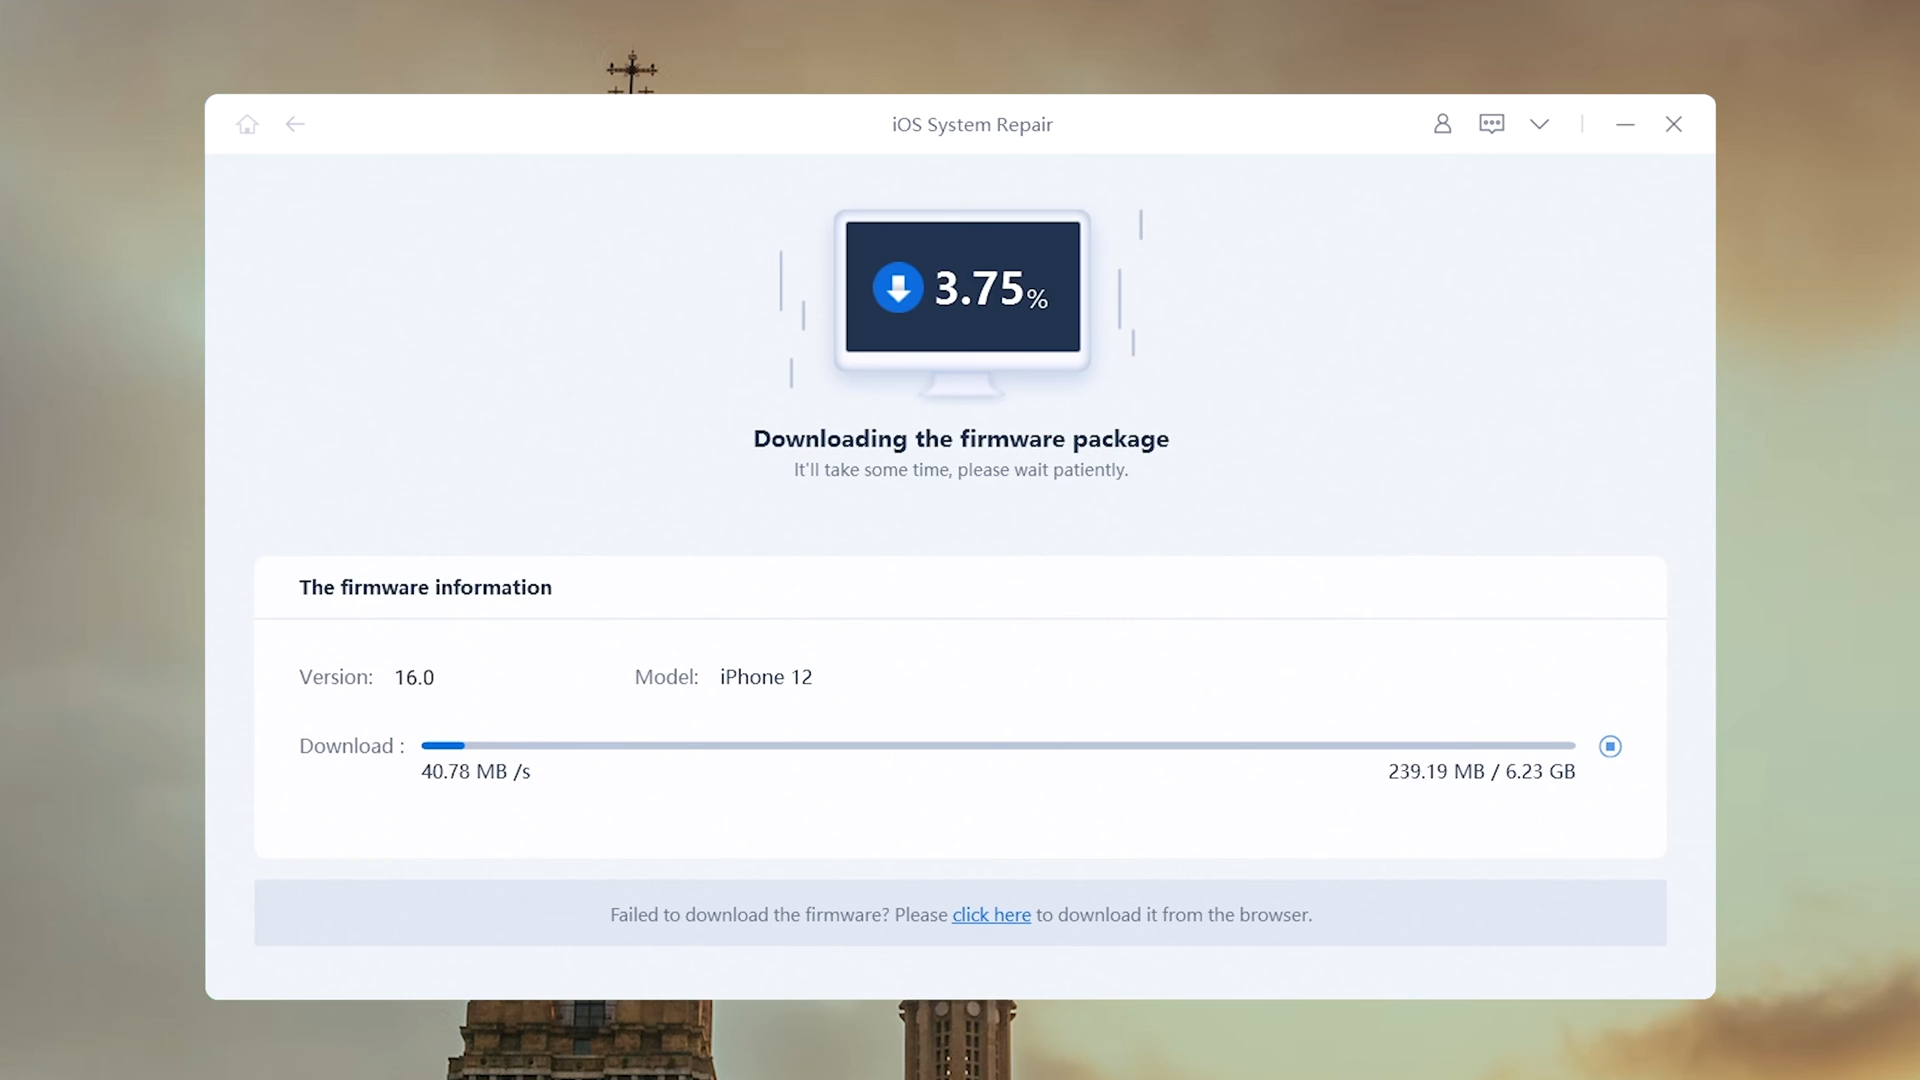 iOS System Repair
3.75%
Downloading the firmware package
It'll take some time, please wait patiently.
The firmware information
Version: 16.0 Model: iPhone 12
Download :
40.78 MB /s 239.19 MB / 6.23 GB
Failed to download the firmware? Please click here to download it from the browser.